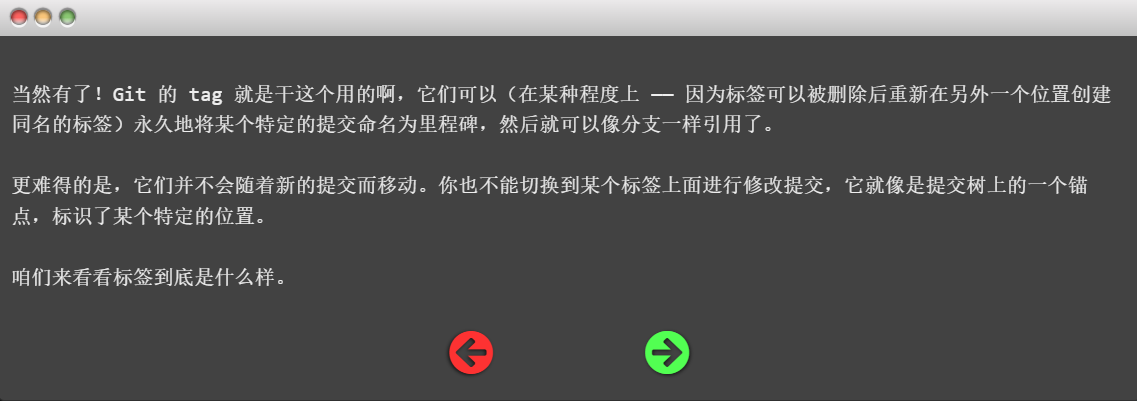 当然有了！Git 的 tag 就是干这个用的啊，它们可以（在某种程度上 —— 因为标签可以被删除后重新在另外一个位置创建
同名的标签）永久地将某个特定的提交命名为里程碑，然后就可以像分支一样引用了。
更难得的是，它们并不会随着新的提交而移动。你也不能切换到某个标签上面进行修改提交，它就像是提交树上的一个锚
点，标识了某个特定的位置。
咱们来看看标签到底是什么样。